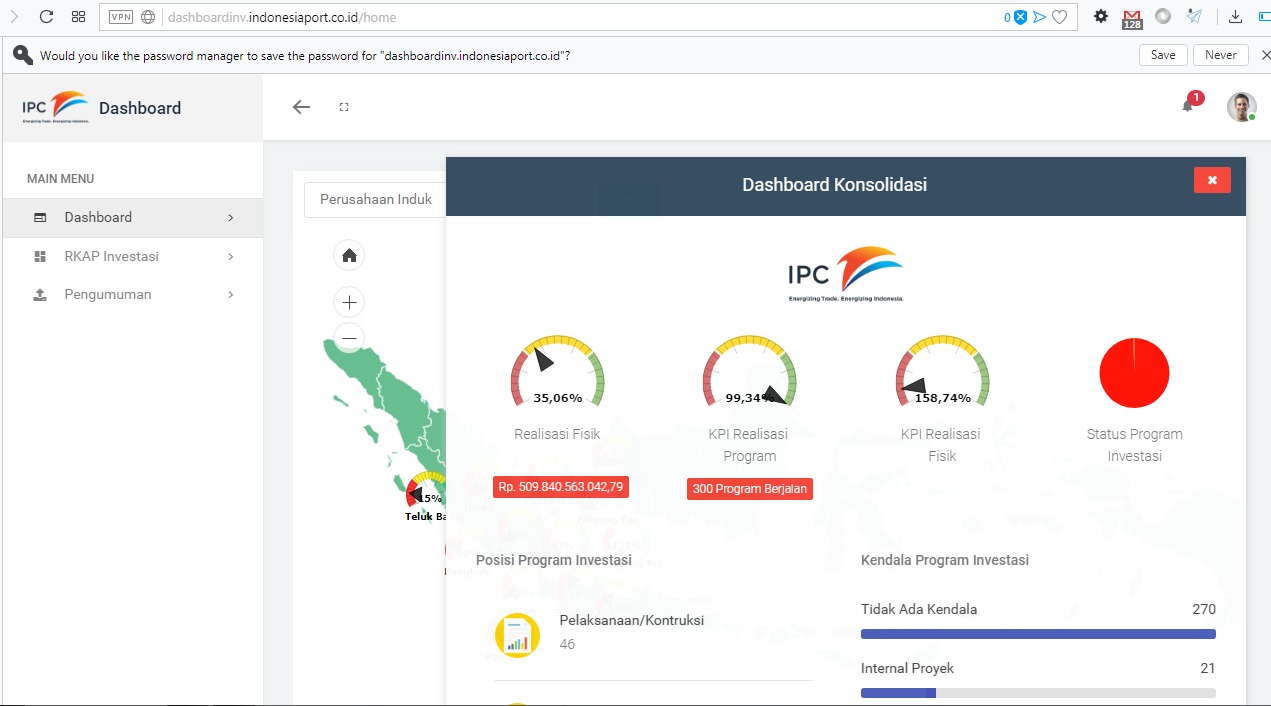 VPN dashboardinv.indonesiaport.co.id/home 0 128
Would you like the password manager to save the password for "dashboardinv.indonesiaport.co.id"? Save Never
IPC Dashboard
Energizing Trade. Energizing Indonesia.
1
MAIN MENU
Dashboard
RKAP Investasi
Pengumuman
Perusahaan Induk
15%
Teluk Ba
Dashboard Konsolidasi
IPC
Energizing Trade. Energizing Indonesia.
35,06%
Realisasi Fisik
Rp. 509.840.563.042,79
99,34%
KPI Realisasi
Program
300 Program Berjalan
158,74%
KPI Realisasi
Fisik
Status Program
Investasi
Posisi Program Investasi
Pelaksanaan/Kontruksi
46
Kendala Program Investasi
Tidak Ada Kendala 270
Internal Proyek 21